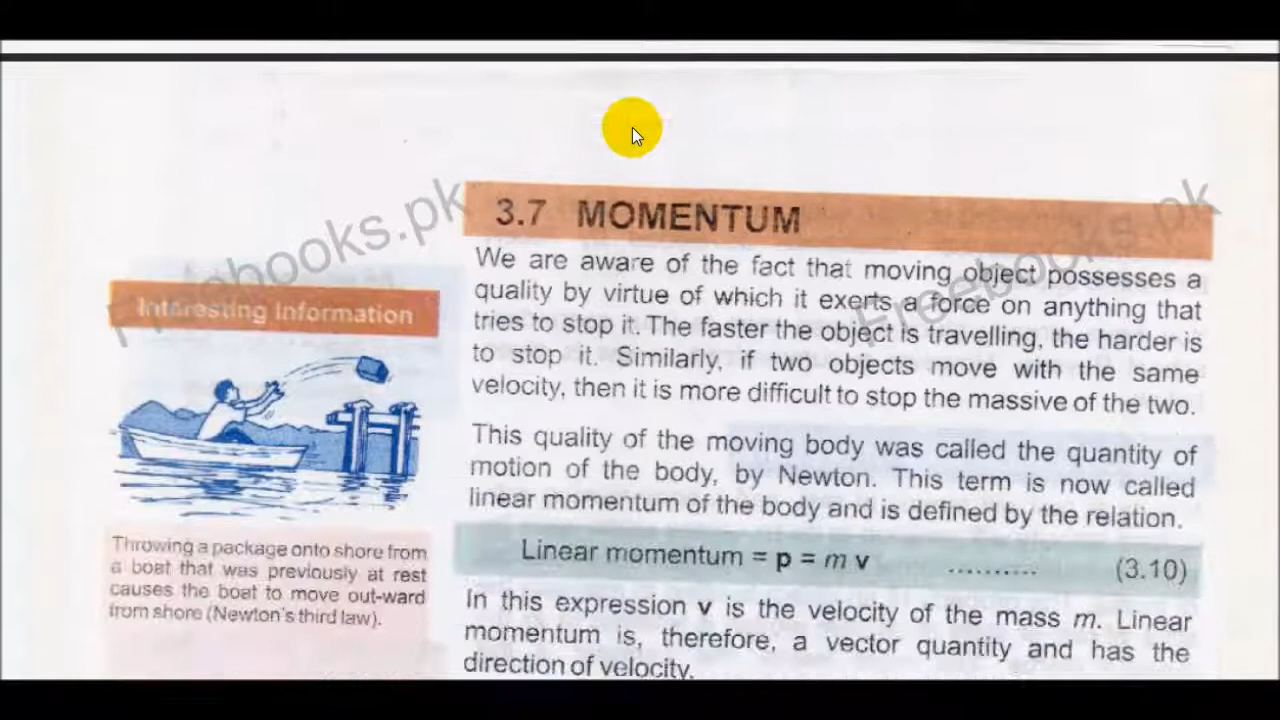 3.7 MOMENTUM
We are aware of the fact that moving object possesses a
quality by virtue of which it exerts a force on anything that
tries to stop it. The faster the object is travelling, the harder is
to stop it. Similarly, if two objects move with the same
velocity, then it is more difficult to stop the massive of the two.
This quality of the moving body was called the quantity of
motion of the body, by Newton. This term is now called
linear momentum of the body and is defined by the relation.
Linear momentum = p = m v .......... (3.10)
In this expression v is the velocity of the mass m. Linear
momentum is, therefore, a vector quantity and has the
direction of velocity.
Interesting Information
Throwing a package onto shore from
a boat that was previously at rest
causes the boat to move out-ward
from shore (Newton's third law).
Freebooks.pk
Freebooks.pk